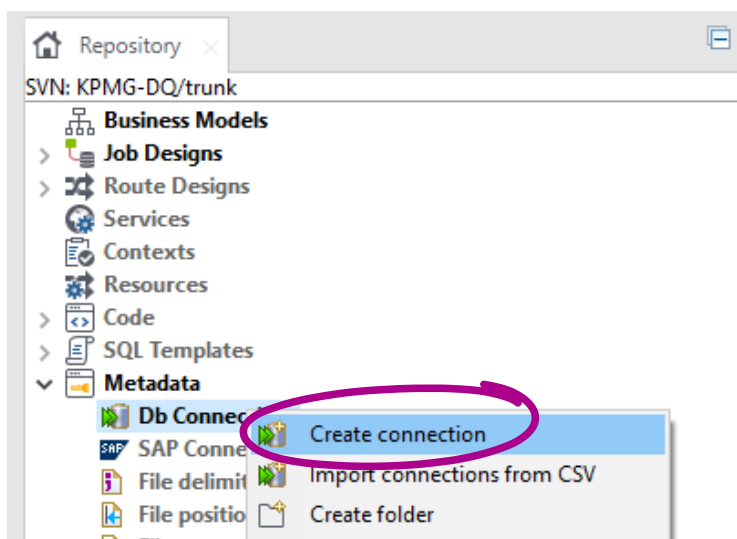 Repository
SVN: KPMG-DQ/trunk
Business Models
Job Designs
Route Designs
Services
Contexts
Resources
Code
SQL Templates
Metadata
Db Connec
Create connection
SAP Conne
File delimit
Import connections from CSV
File positio
Create folder